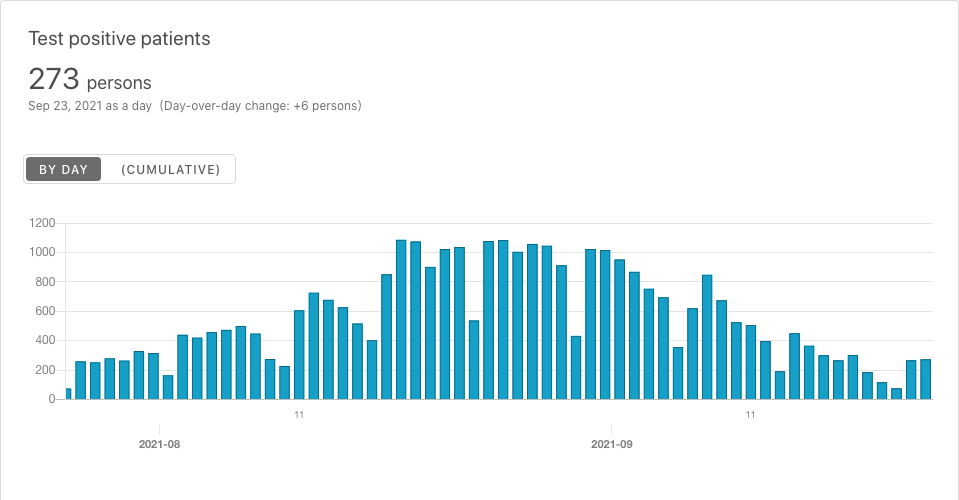 Test positive patients
273 persons
Sep 23, 2021 as a day (Day-over-day change: +6 persons)
BY DAY (CUMULATIVE)
1200
1000
800
600
400
200
0
11 11
2021-08 2021-09